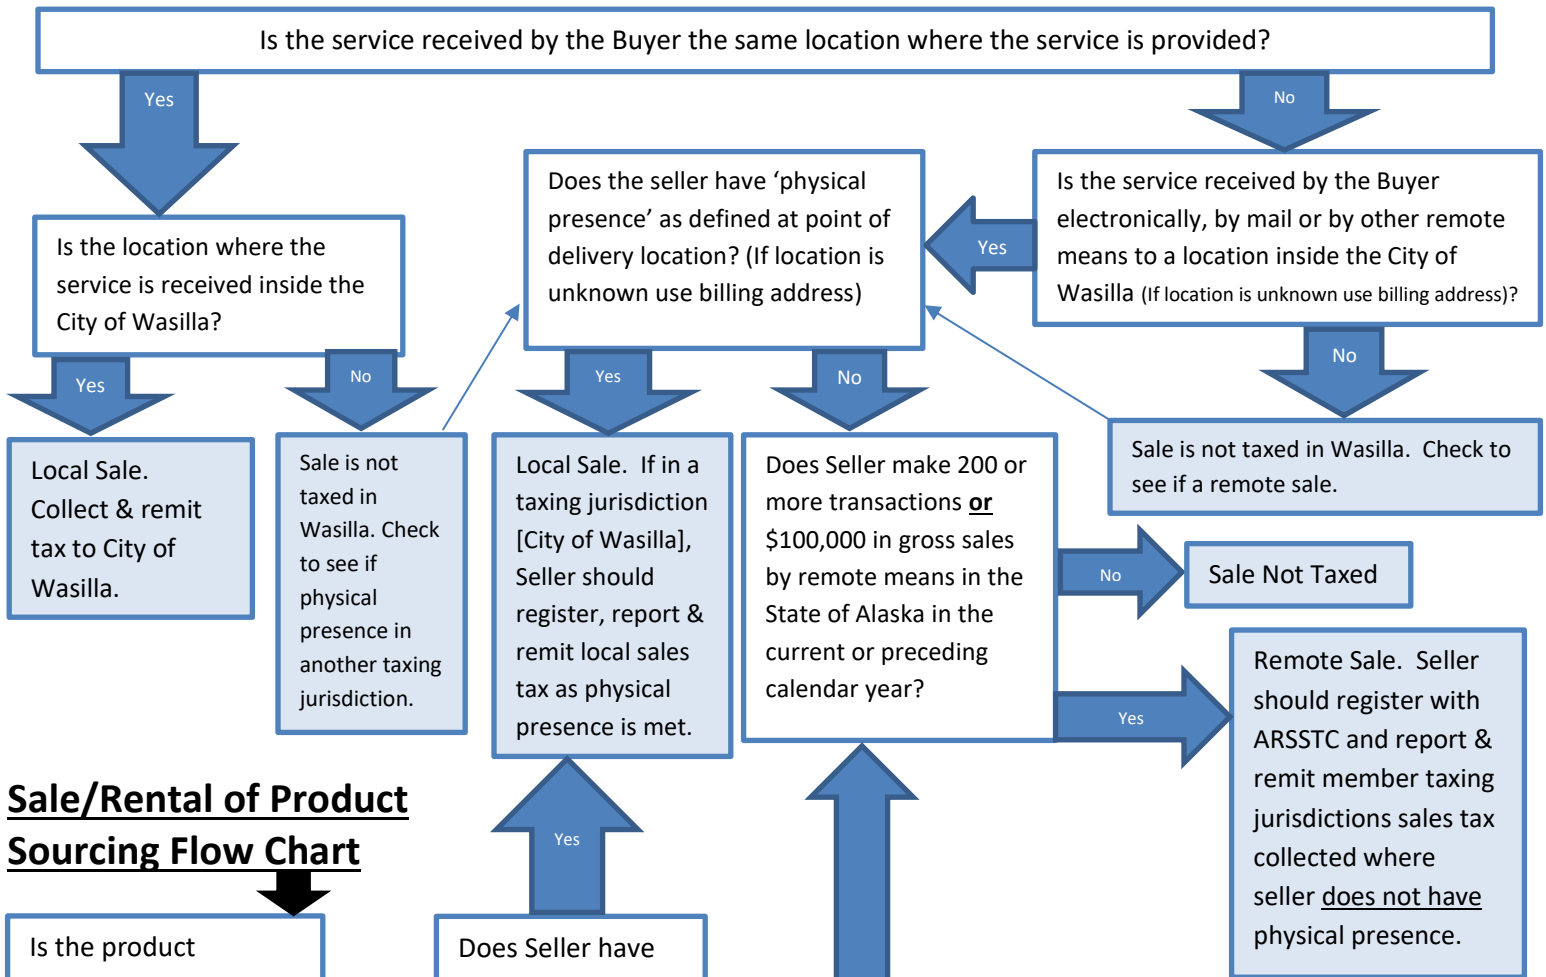 Is the service received by the Buyer the same location where the service is provided?
Yes
No
Is the location where the
service is received inside the
City of Wasilla?
Does the seller have ‘physical
presence’ as defined at point of
delivery location? (If location is
unknown use billing address)
Yes
Is the service received by the Buyer
electronically, by mail or by other remote
means to a location inside the City of
Wasilla (If location is unknown use billing address)?
Yes
No
Yes
No
No
Local Sale.
Collect & remit
tax to City of
Wasilla.
Sale is not
taxed in
Wasilla. Check
to see if
physical
presence in
another taxing
jurisdiction.
Local Sale. If in a
taxing jurisdiction
[City of Wasilla],
Seller should
register, report &
remit local sales
tax as physical
presence is met.
Does Seller make 200 or
more transactions or
$100,000 in gross sales
by remote means in the
State of Alaska in the
current or preceding
calendar year?
Sale is not taxed in Wasilla. Check to
see if a remote sale.
No
Sale Not Taxed
Yes
Remote Sale. Seller
should register with
ARSSTC and report &
remit member taxing
jurisdictions sales tax
collected where
seller does not have
physical presence.
Sale/Rental of Product
Sourcing Flow Chart
Yes
Is the product
Does Seller have